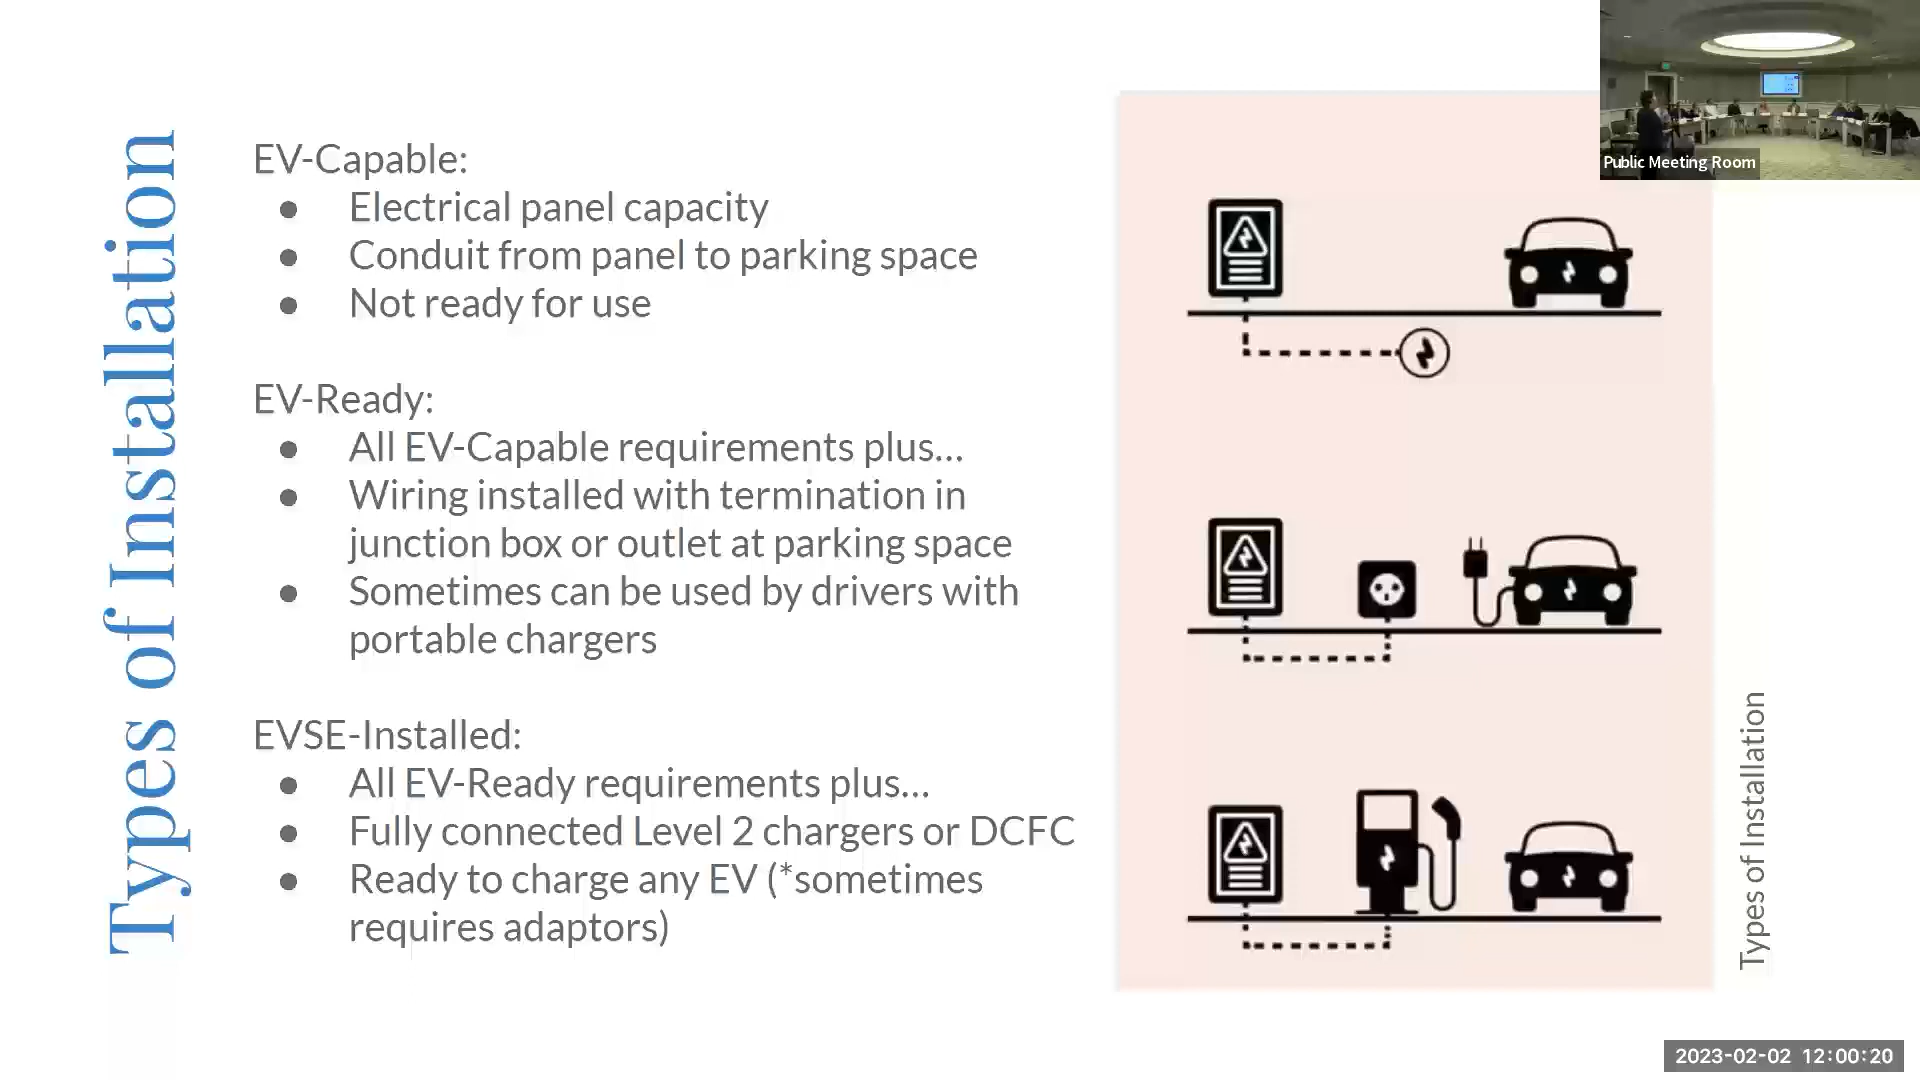 Types of Installation
EV-Capable:
● Electrical panel capacity
● Conduit from panel to parking space
● Not ready for use
EV-Ready:
● All EV-Capable requirements plus...
● Wiring installed with termination in
junction box or outlet at parking space
● Sometimes can be used by drivers with
portable chargers
EVSE-Installed:
● All EV-Ready requirements plus...
● Fully connected Level 2 chargers or DCFC
● Ready to charge any EV (*sometimes
requires adaptors)
Public Meeting Room
Types of Installation
2023-02-02 12:00:20